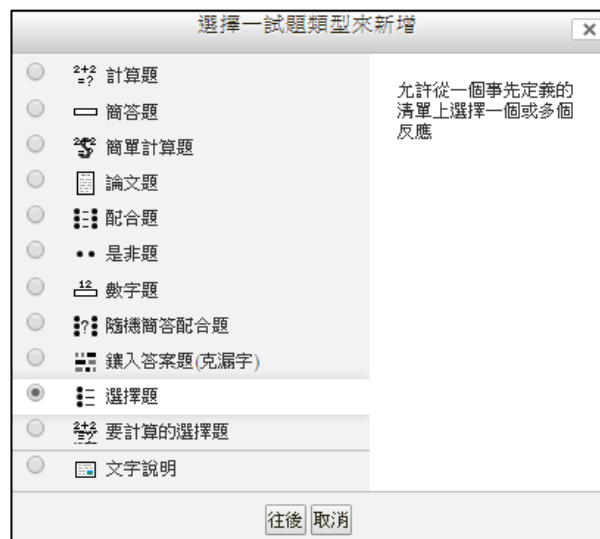 選擇一試題類型來新增
計算題
簡答題
簡單計算題
論文題
配合題
是非題
數字題
隨機簡答配合題
鑲入答案題(克漏字)
選擇題
要計算的選擇題
文字說明
允許從一個事先定義的
清單上選擇一個或多個
反應
往後 取消